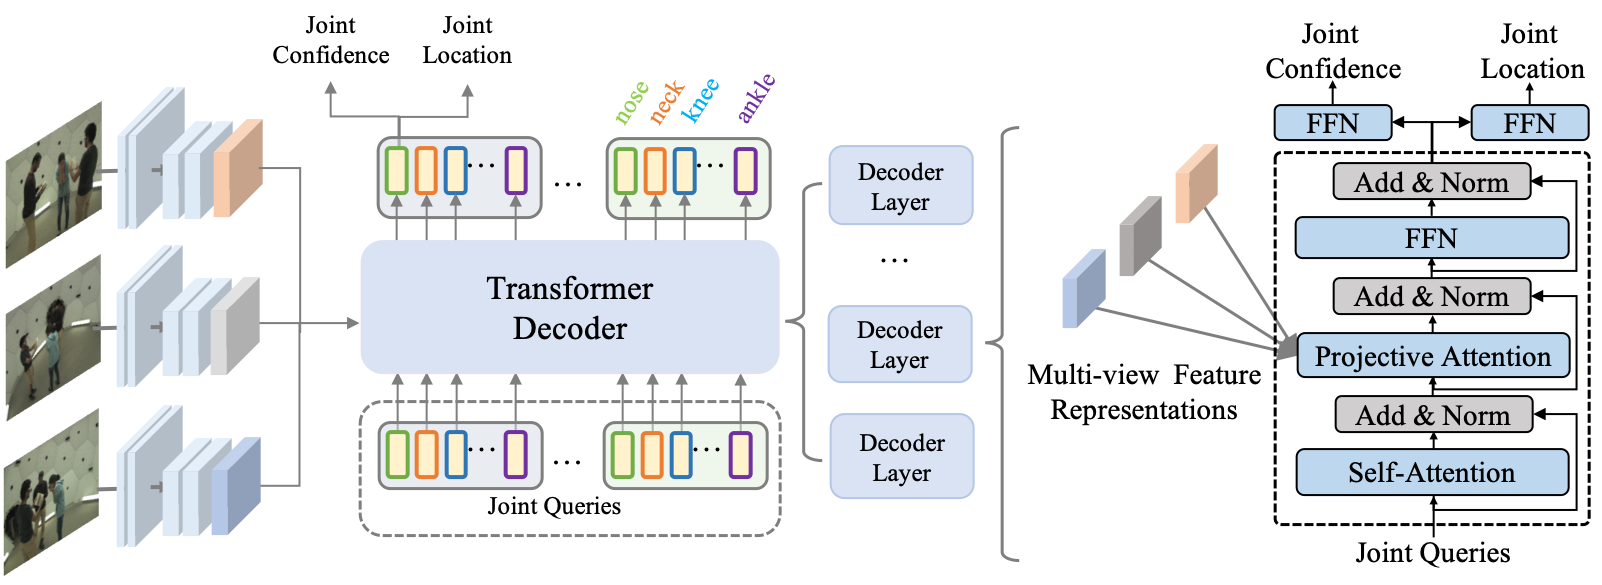 Joint
Confidence
Joint
Location
nose
neck
knee
ankle
...
...
...
Transformer
Decoder
...
...
...
Joint Queries
Decoder
Layer
...
Decoder
Layer
Decoder
Layer
Multi-view Feature
Representations
Joint
Confidence
Joint
Location
FFN
FFN
Add & Norm
FFN
Add & Norm
Projective Attention
Add & Norm
Self-Attention
Joint Queries